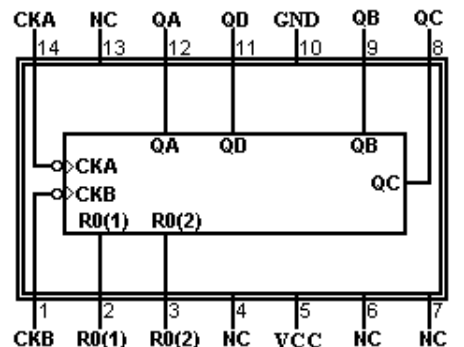 CKA NC QA QD GND QB QC
14 13 12 11 10 9 8
QA QD QB
CKA
QC
CKB
R0(1) R0(2)
1 2 3 4 5 6 7
CKB R0(1) R0(2) NC VCC NC NC